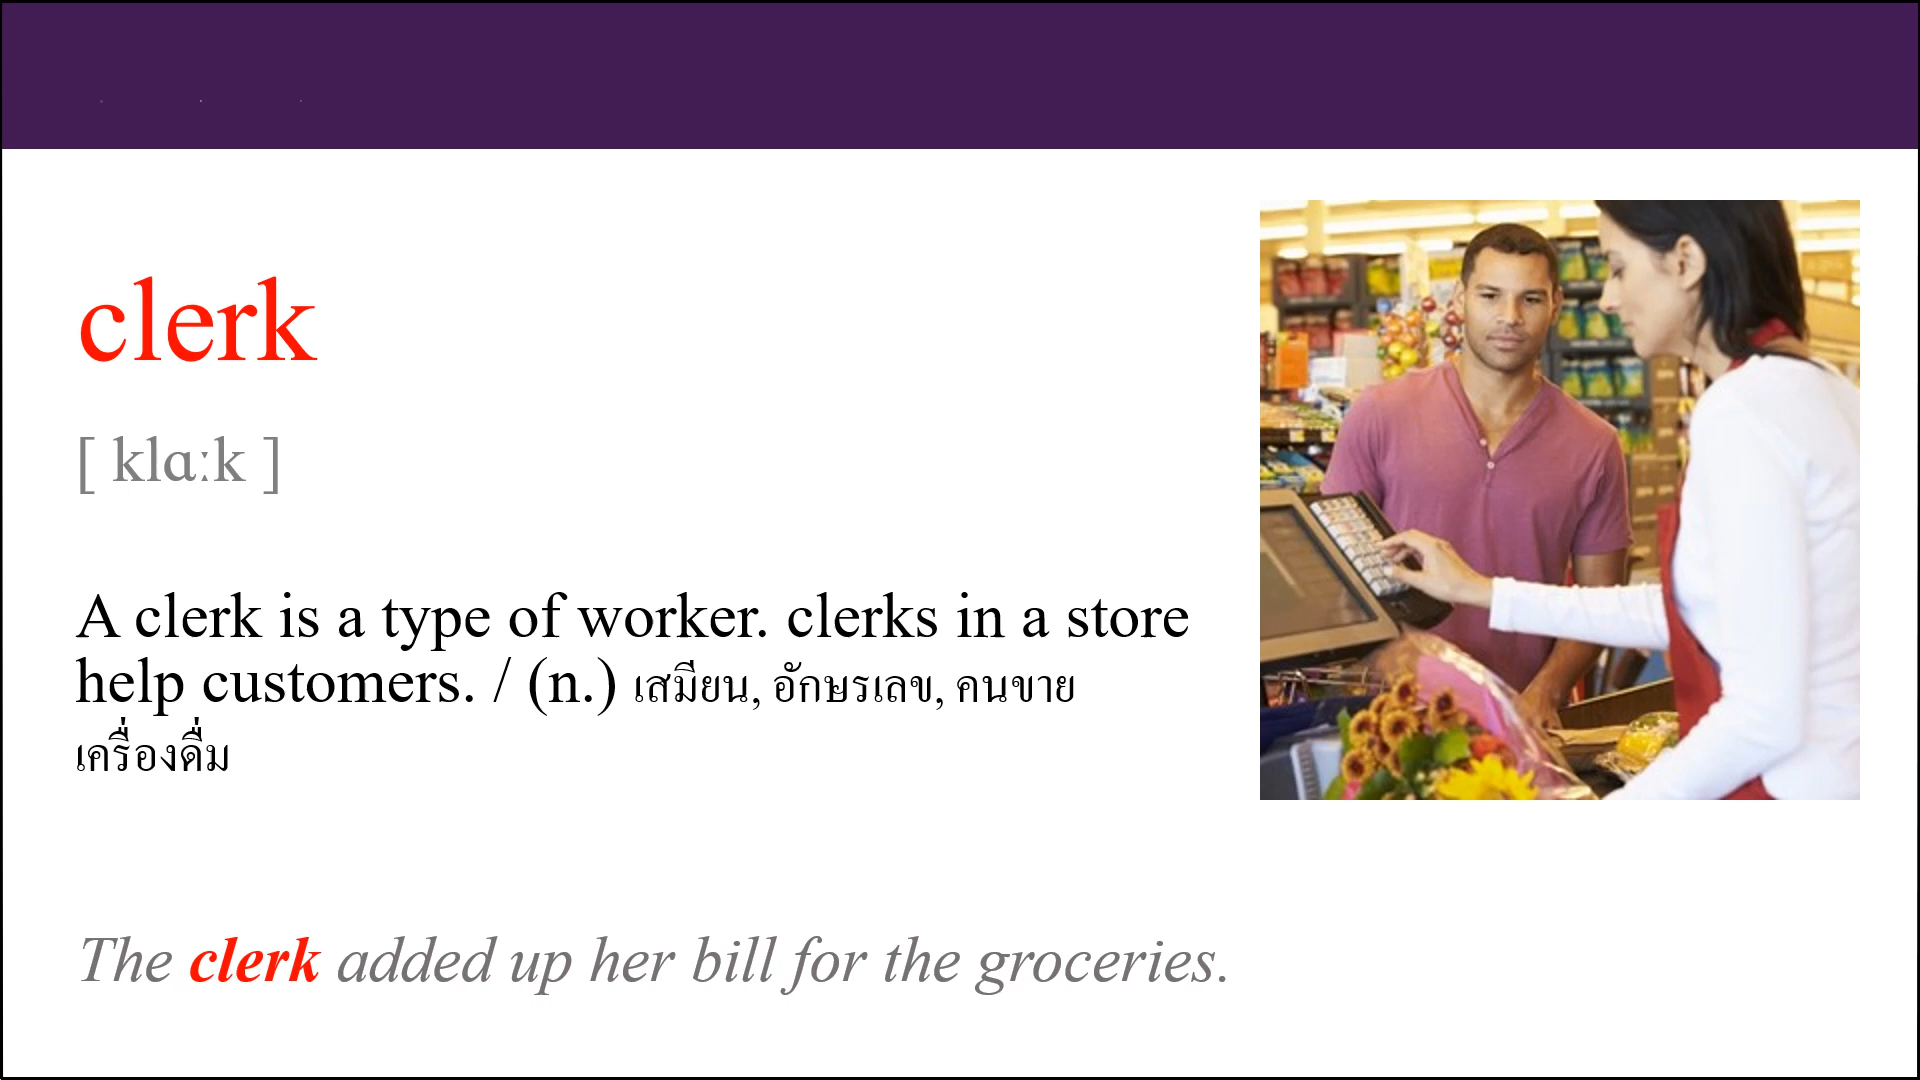 clerk
[ klɑːk ]
A clerk is a type of worker. clerks in a store
help customers. / (n.) เสมียน, อักษรเลข, คนขาย
เครื่องดื่ม
The clerk added up her bill for the groceries.